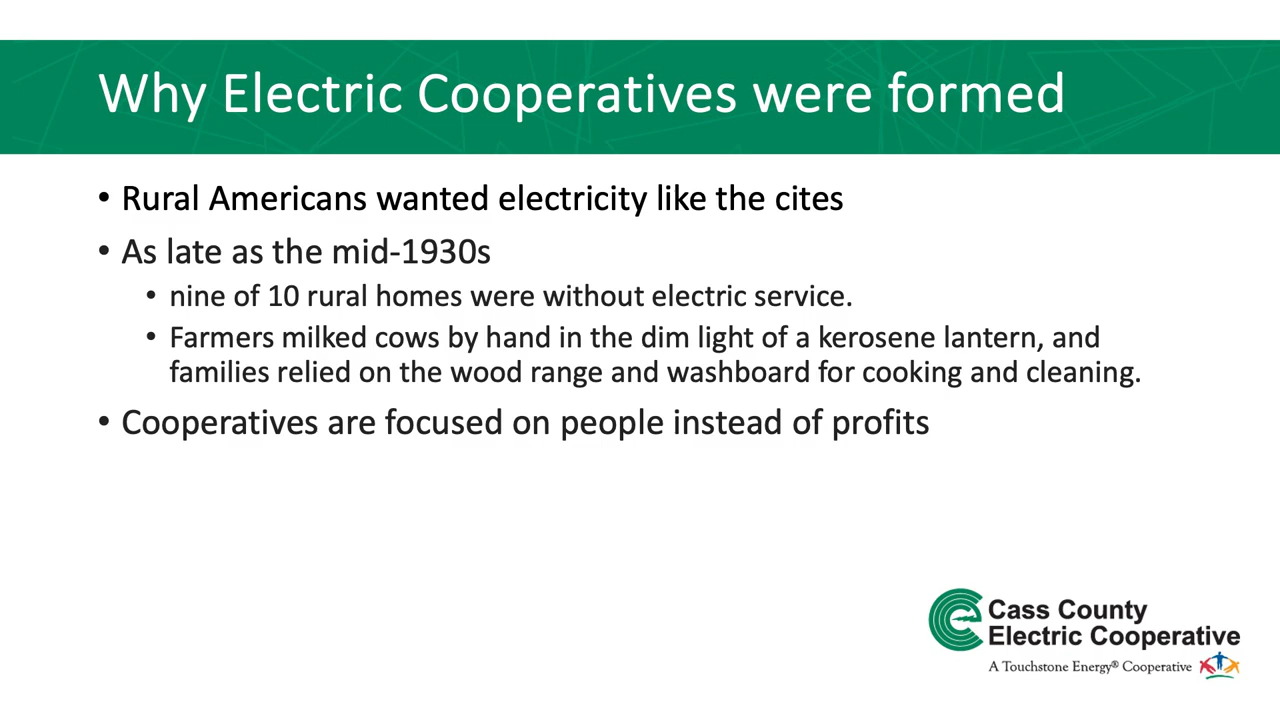 Why Electric Cooperatives were formed
• Rural Americans wanted electricity like the cites
• As late as the mid-1930s
• nine of 10 rural homes were without electric service.
• Farmers milked cows by hand in the dim light of a kerosene lantern, and
families relied on the wood range and washboard for cooking and cleaning.
• Cooperatives are focused on people instead of profits
Cass County
Electric Cooperative
A Touchstone Energy® Cooperative